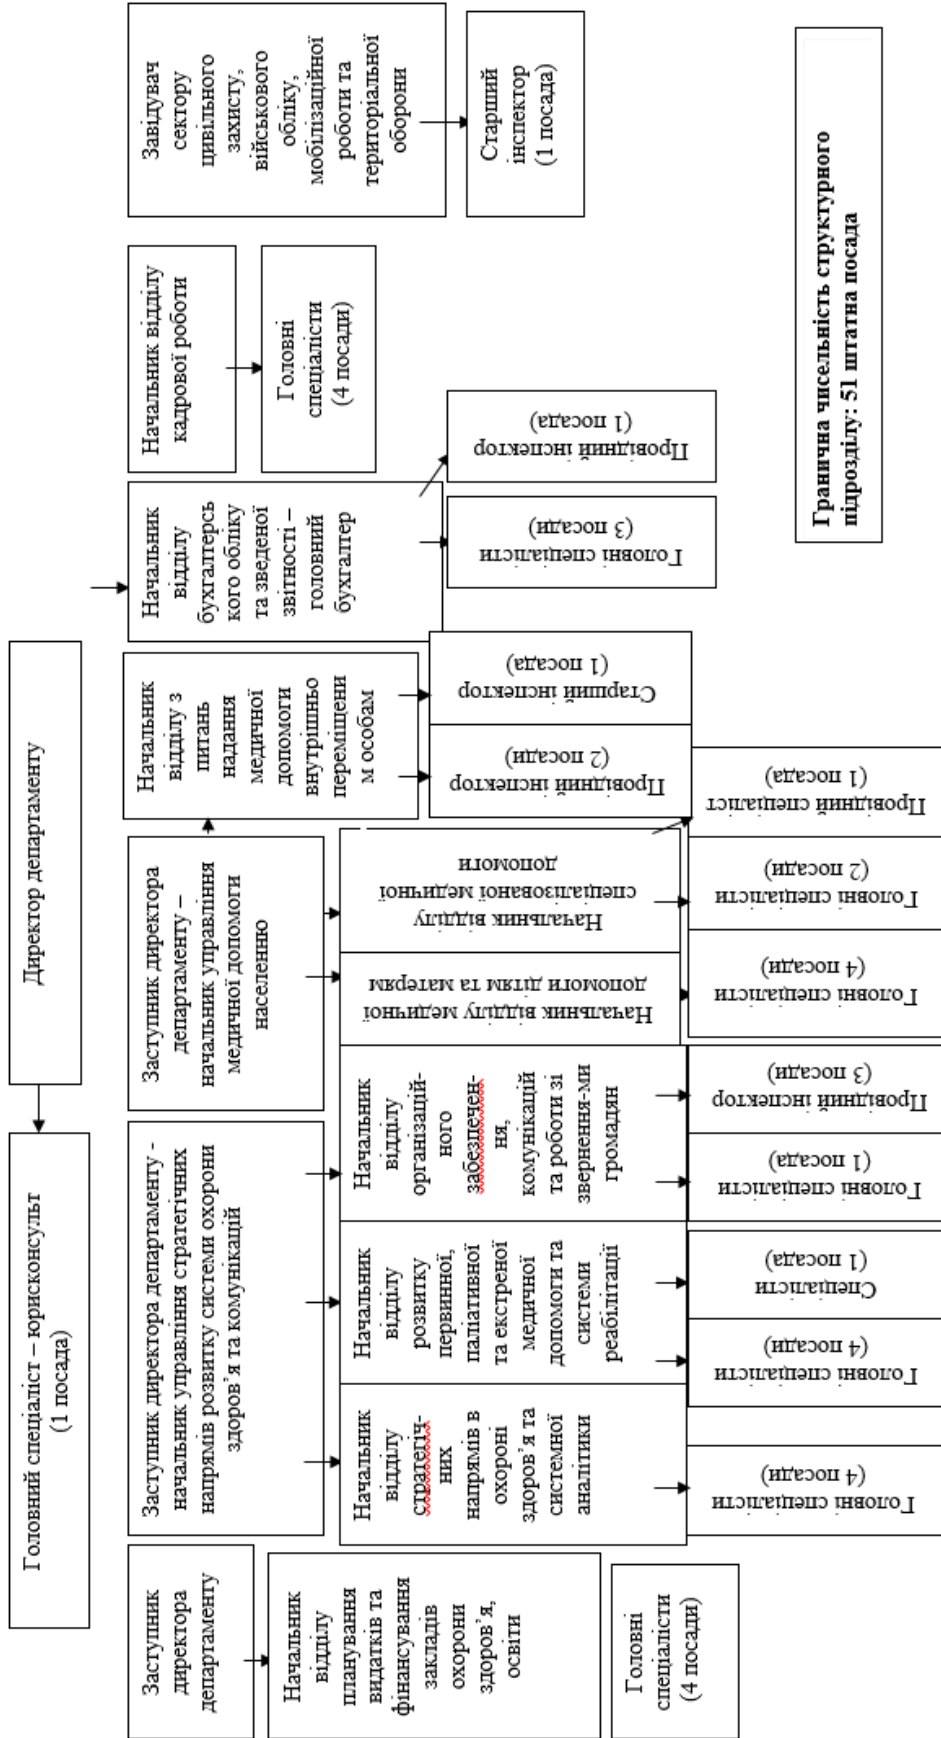 Директор департаменту
Головний спеціаліст – юрисконсульт
(1 посада)
Заступник
директора
департаменту
Заступник директора департаменту -
начальник управління стратегічних
напрямів розвитку системи охорони
здоров’я та комунікацій
Заступник директора
департаменту –
начальник управління
медичної допомоги
населенню
Начальник
відділу з
питань
надання
медичної
допомоги
внутрішньо
переміщени
м особам
Начальник
відділу
бухгалтерсь
кого обліку
та зведеної
звітності –
головний
бухгалтер
Начальник відділу
кадрової роботи
Завідувач
сектору
цивільного
захисту,
військового
обліку,
мобілізаційної
роботи та
територіальної
оборони
Начальник
відділу
планування
видатків та
фінансування
закладів
охорони
здоров’я,
освіти
Начальник
відділу
стратегіч-
них
напрямів в
охороні
здоров’я та
системної
аналітики
Начальник
відділу
розвитку
первинної,
паліативної
та екстреної
медичної
допомоги та
системи
реабілітації
Начальник
відділу
організацій-
ного
забезпечен-
ня,
комунікацій
та роботи зі
звернення-ми
громадян
Начальник відділу медичної
допомоги дітям та матерям
Начальник відділу
спеціалізованої медичної
допомоги
Провідний інспектор
(2 посади)
Старший інспектор
(1 посада)
Головні спеціалісти
(3 посади)
Провідний інспектор
(1 посада)
Головні
спеціалісти
(4 посади)
Старший
інспектор
(1 посада)
Головні
спеціалісти
(4 посади)
Головні спеціалісти
(4 посади)
Головні спеціалісти
(4 посади)
Спеціалісти
(1 посада)
Головні спеціалісти
(1 посада)
Провідний інспектор
(3 посади)
Головні спеціалісти
(4 посади)
Головні спеціалісти
(2 посади)
Провідний спеціаліст
(1 посада)
Гранична чисельність структурного
підрозділу: 51 штатна посада